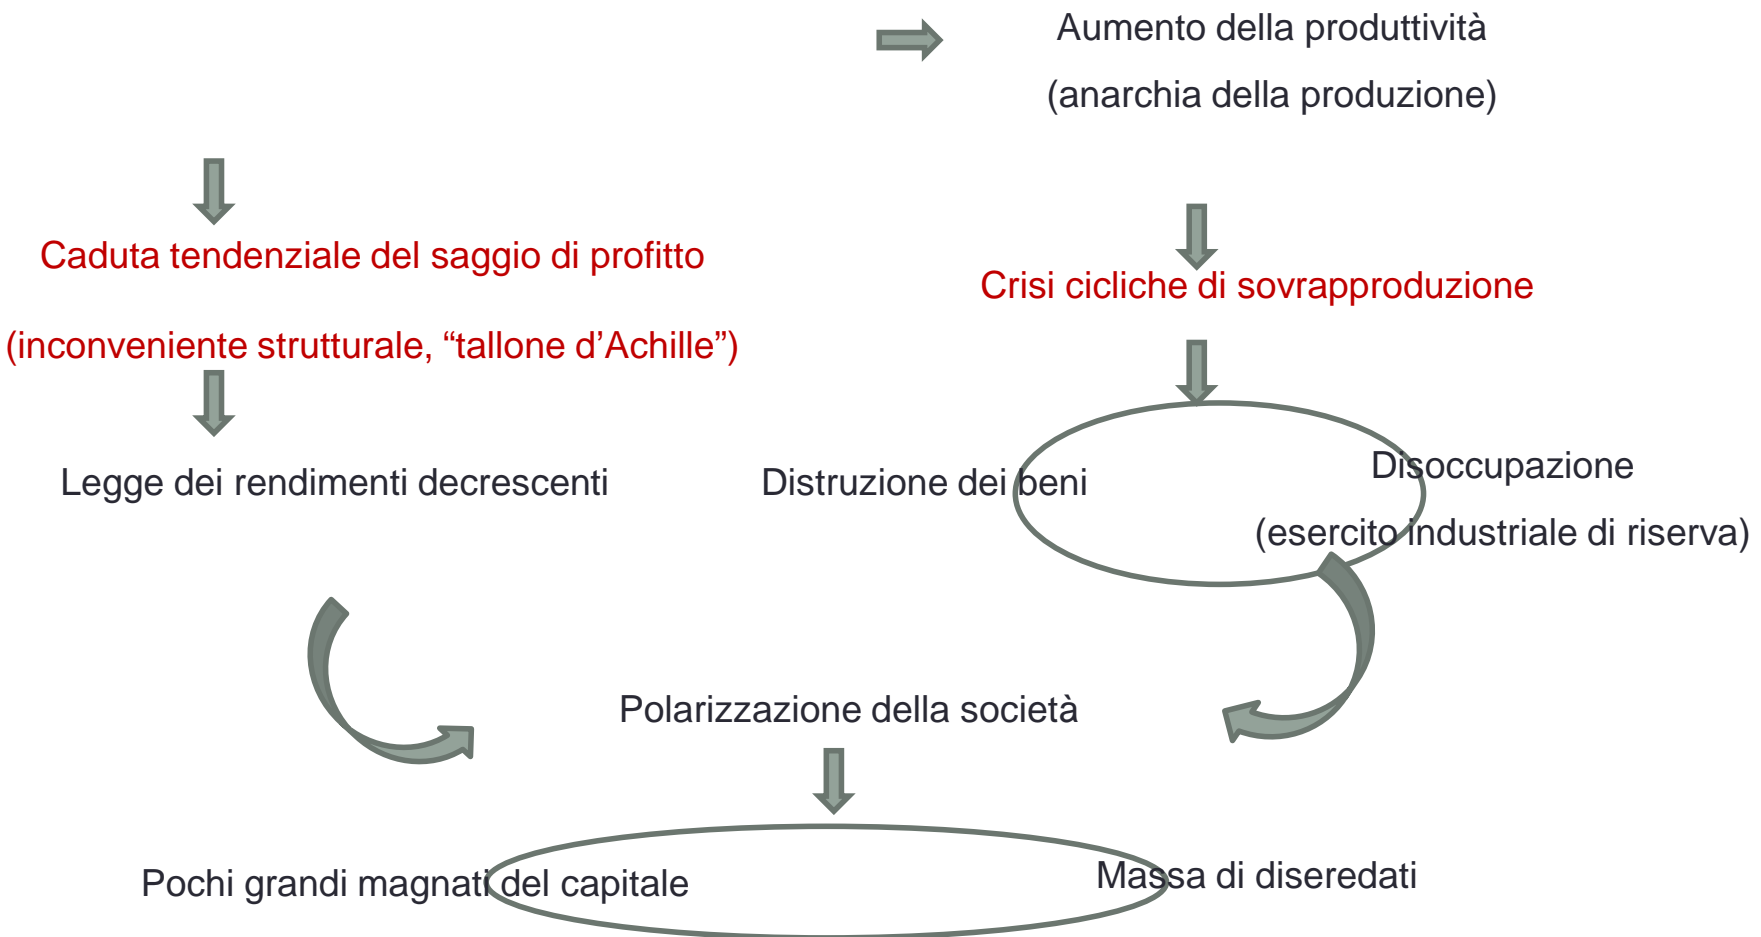 Aumento della produttività
(anarchia della produzione)
Caduta tendenziale del saggio di profitto
(inconveniente strutturale, “tallone d’Achille”)
Crisi cicliche di sovrapproduzione
Legge dei rendimenti decrescenti
Distruzione dei beni
Disoccupazione
(esercito industriale di riserva)
Polarizzazione della società
Pochi grandi magnati del capitale
Massa di diseredati